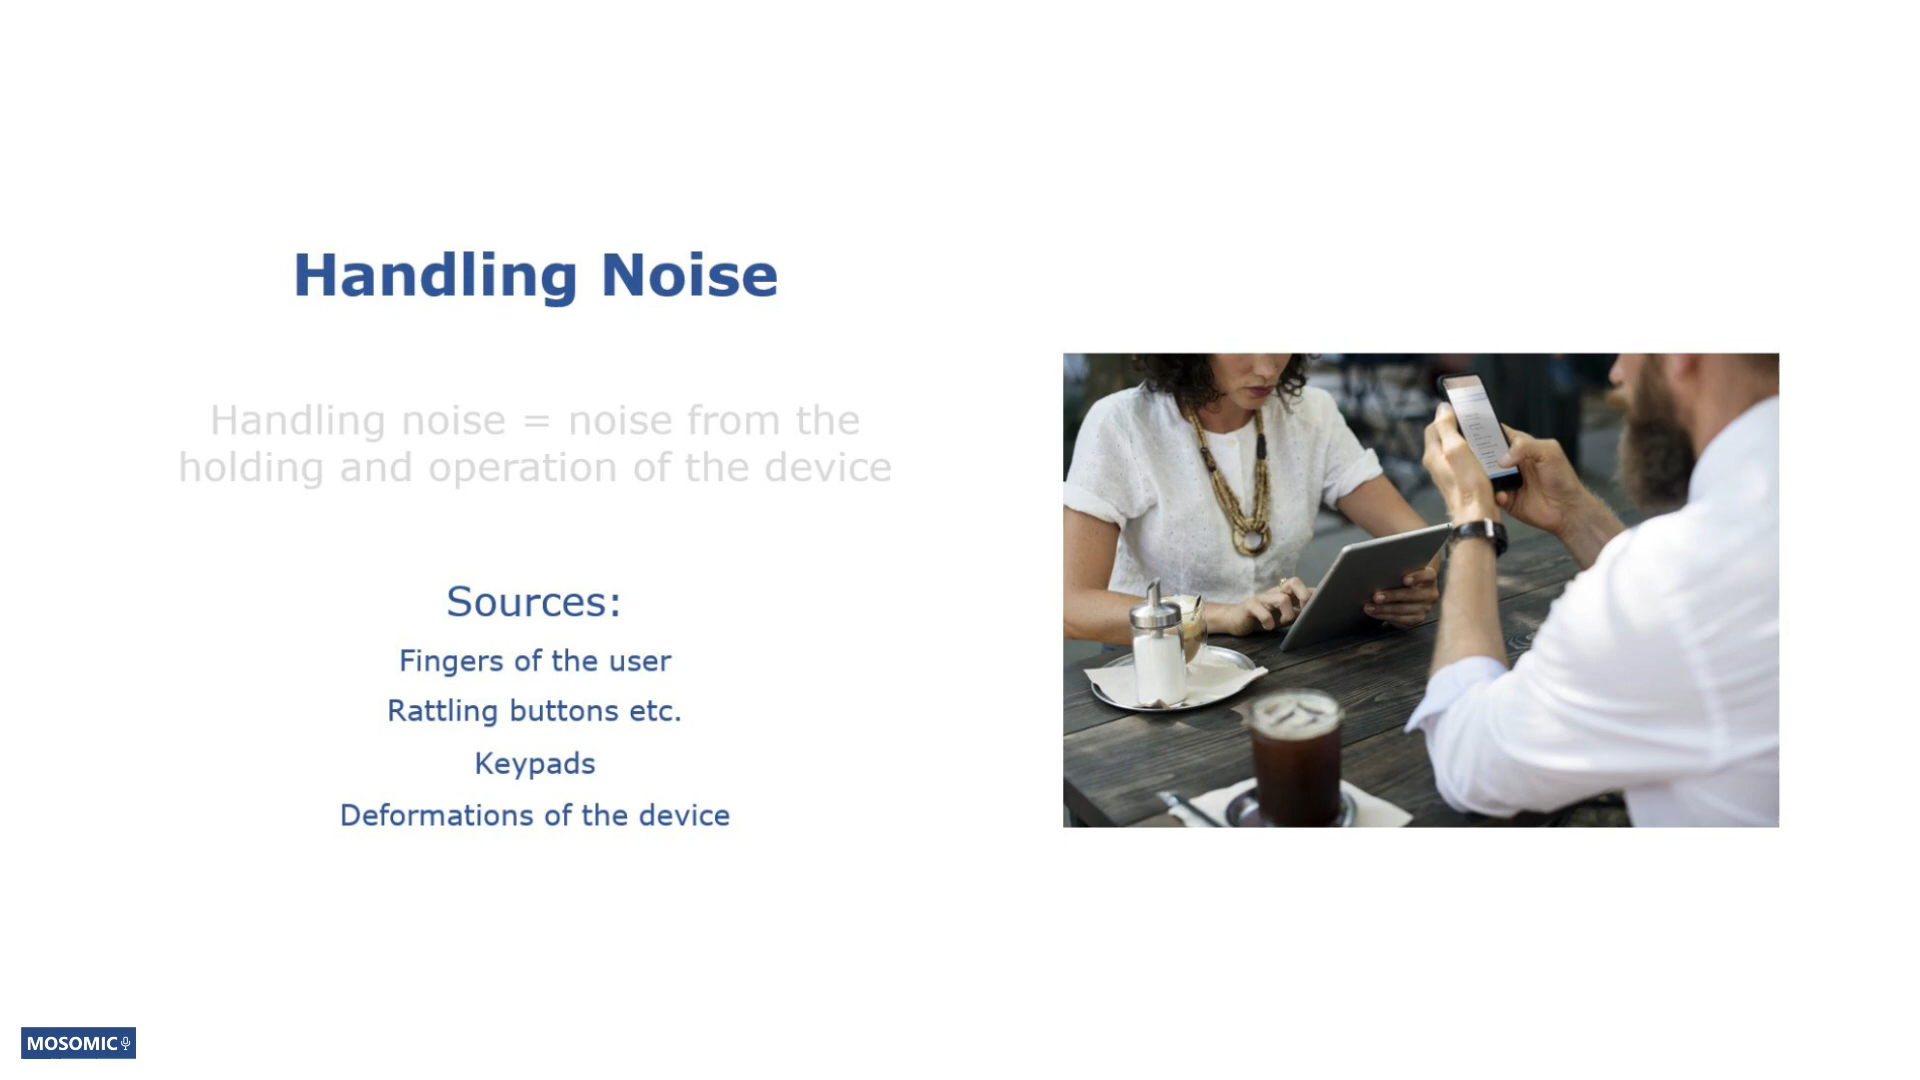 Handling Noise
Handling noise = noise from the
holding and operation of the device
Sources:
Fingers of the user
Rattling buttons etc.
Keypads
Deformations of the device
MOSOMIC